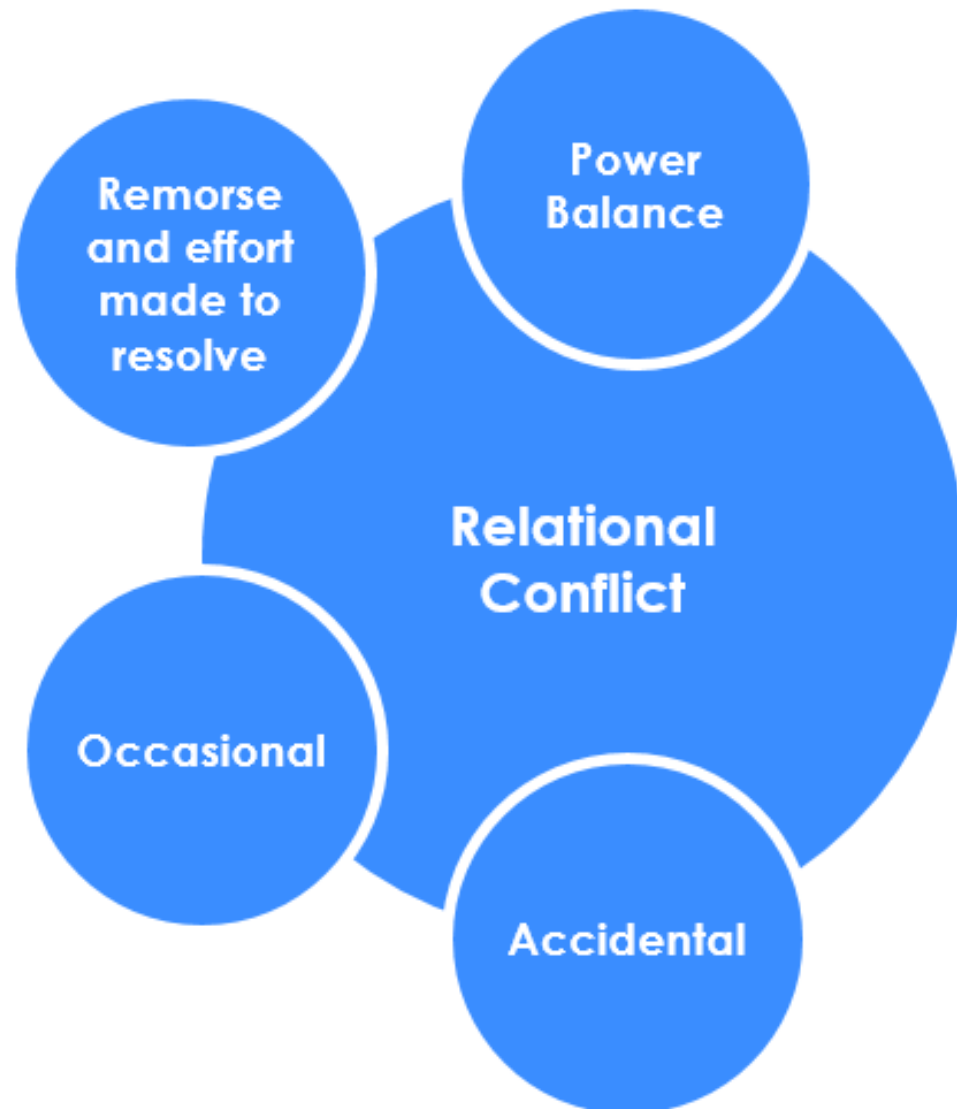 Power
Balance
Remorse
and effort
made to
resolve
Relational
Conflict
Occasional
Accidental